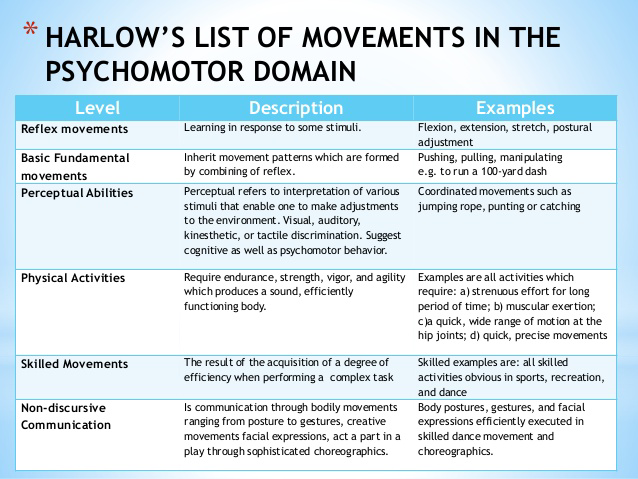 * HARLOW’S LIST OF MOVEMENTS IN THE
PSYCHOMOTOR DOMAIN
Level Description Examples
Reflex movements
Learning in response to some stimuli.
Flexion, extension, stretch, postural
adjustment
Basic Fundamental
movements
Inherit movement patterns which are formed
by combining of reflex.
Pushing, pulling, manipulating
e.g. to run a 100-yard dash
Perceptual Abilities
Perceptual refers to interpretation of various
stimuli that enable one to make adjustments
to the environment. Visual, auditory,
kinesthetic, or tactile discrimination. Suggest
cognitive as well as psychomotor behavior.
Coordinated movements such as
jumping rope, punting or catching
Physical Activities
Require endurance, strength, vigor, and agility
which produces a sound, efficiently
functioning body.
Examples are all activities which
require: a) strenuous effort for long
period of time; b) muscular exertion;
c)a quick, wide range of motion at the
hip joints; d) quick, precise movements
Skilled Movements
The result of the acquisition of a degree of
efficiency when performing a complex task
Skilled examples are: all skilled
activities obvious in sports, recreation,
and dance
Non-discursive
Communication
Is communication through bodily movements
ranging from posture to gestures, creative
movements facial expressions, act a part in a
play through sophisticated choreographics.
Body postures, gestures, and facial
expressions efficiently executed in
skilled dance movement and
choreographics.